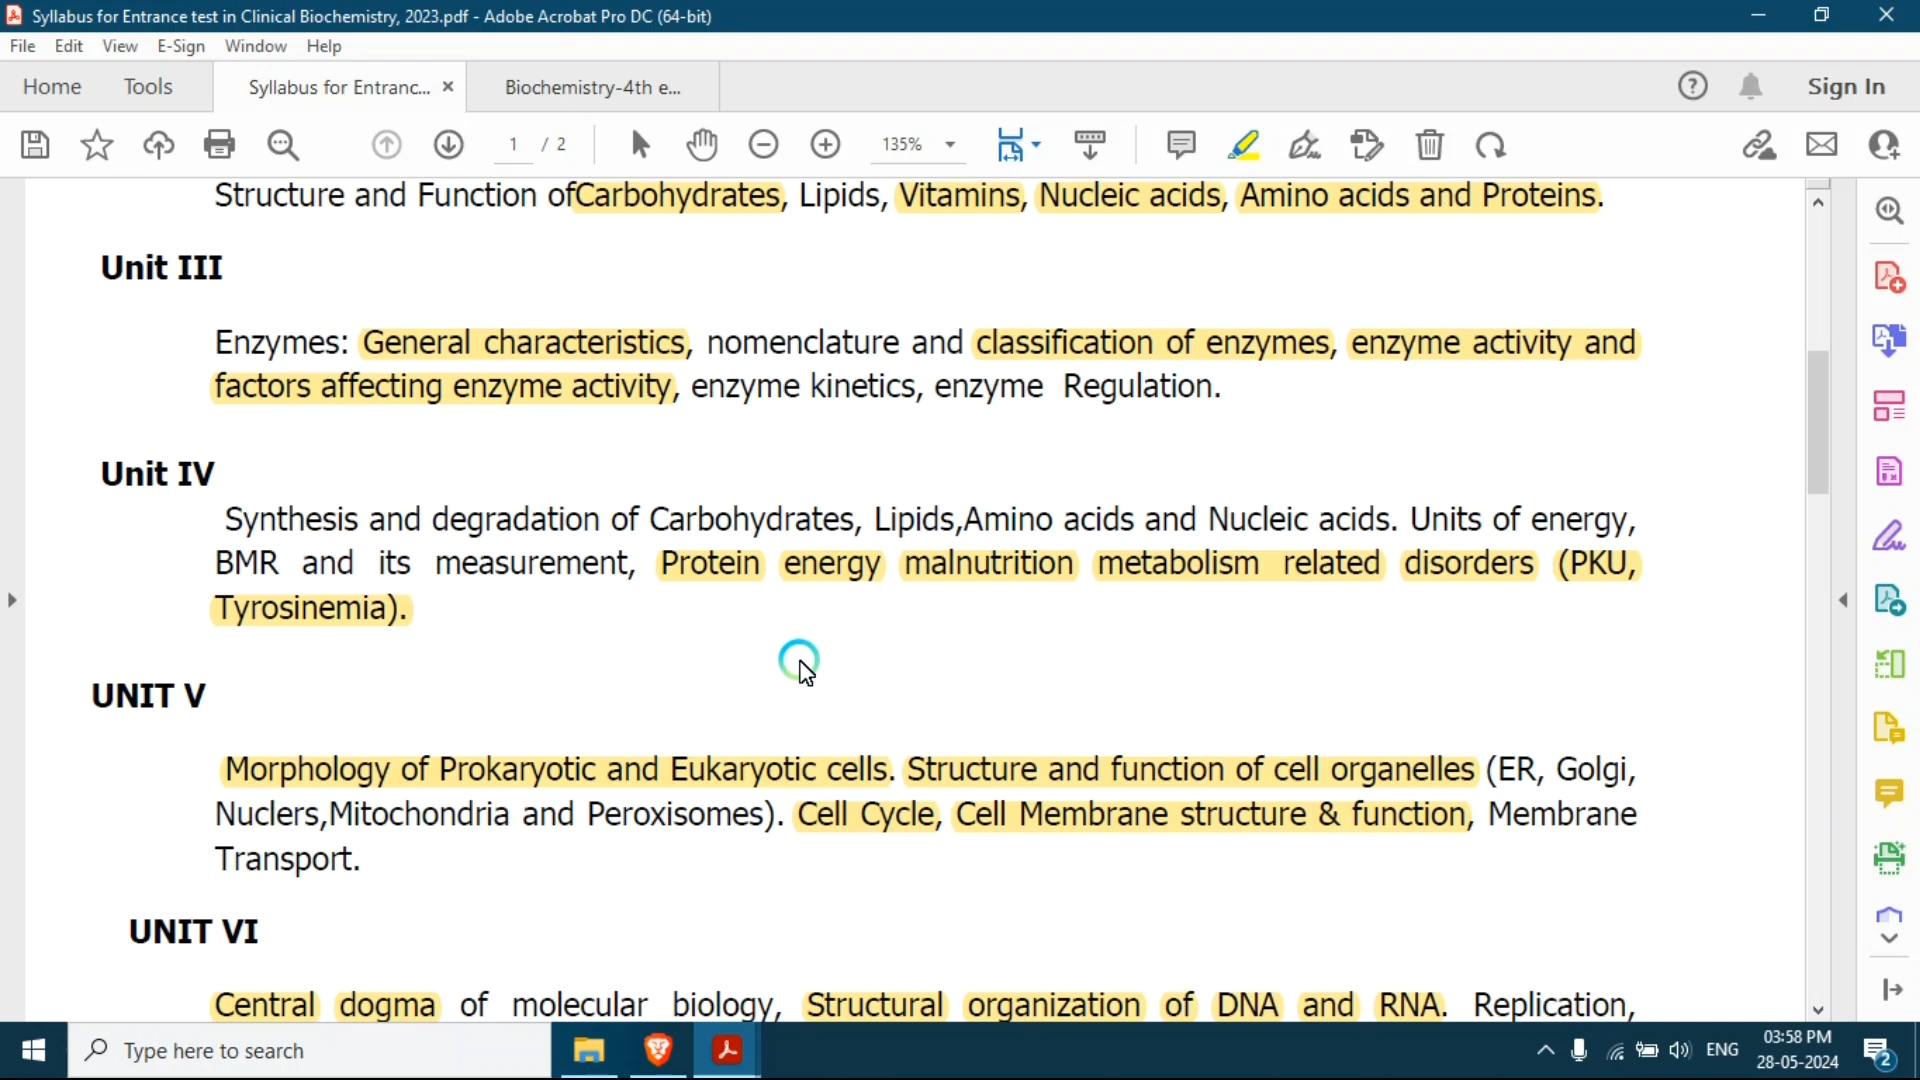 Syllabus for Entrance test in Clinical Biochemistry, 2023.pdf - Adobe Acrobat Pro DC (64-bit)
File Edit View E-Sign Window Help
Home Tools Syllabus for Entranc... × Biochemistry-4th e... Sign In
1 / 2 135%
Structure and Function ofCarbohydrates, Lipids, Vitamins, Nucleic acids, Amino acids and Proteins.
Unit III
Enzymes: General characteristics, nomenclature and classification of enzymes, enzyme activity and
factors affecting enzyme activity, enzyme kinetics, enzyme Regulation.
Unit IV
Synthesis and degradation of Carbohydrates, Lipids,Amino acids and Nucleic acids. Units of energy,
BMR and its measurement, Protein energy malnutrition metabolism related disorders (PKU,
Tyrosinemia).
UNIT V
Morphology of Prokaryotic and Eukaryotic cells. Structure and function of cell organelles (ER, Golgi,
Nuclers,Mitochondria and Peroxisomes). Cell Cycle, Cell Membrane structure & function, Membrane
Transport.
UNIT VI
Central dogma of molecular biology, Structural organization of DNA and RNA. Replication,
Type here to search
ENG
03:58 PM
28-05-2024
2